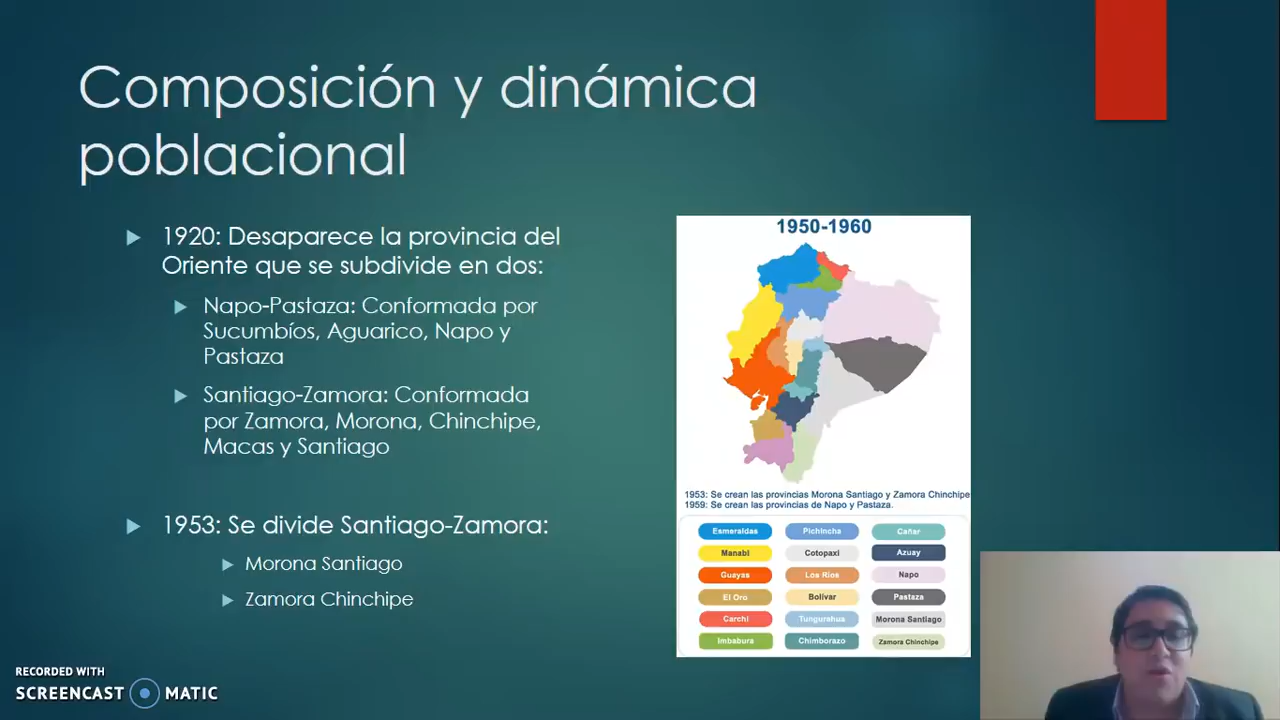 Composición y dinámica
poblacional
1920: Desaparece la provincia del
Oriente que se subdivide en dos:
Napo-Pastaza: Conformada por
Sucumbíos, Aguarico, Napo y
Pastaza
Santiago-Zamora: Conformada
por Zamora, Morona, Chinchipe,
Macas y Santiago
1953: Se divide Santiago-Zamora:
Morona Santiago
Zamora Chinchipe
1950-1960
1953: Se crean las provincias Morona Santiago y Zamora Chinchipe
1959: Se crean las provincias de Napo y Pastaza.
Esmeraldas Pichincha Cañar
Manabí Cotopaxi Azuay
Guayas Los Ríos Napo
El Oro Bolívar Pastaza
Carchi Tungurahua Morona Santiago
Imbabura Chimborazo Zamora Chinchipe
RECORDED WITH
SCREENCAST MATIC